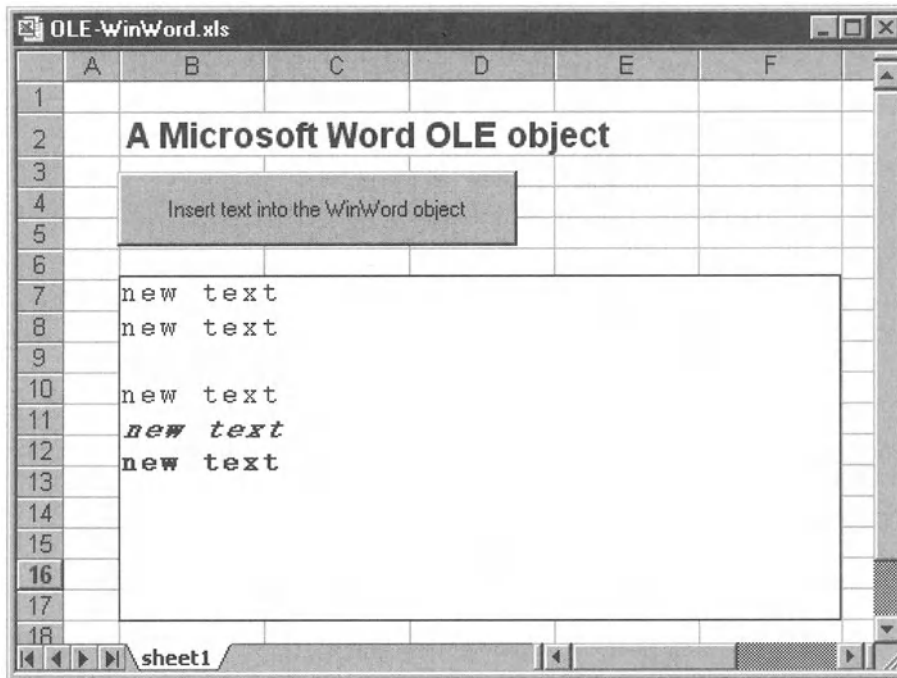 OLE-WinWord.xls
A B C D E F
1
2 A Microsoft Word OLE object
3
4 Insert text into the WinWord object
5
6
7 new text
8 new text
9
10 new text
11 new text
12 new text
13
14
15
16
17
18
sheet1